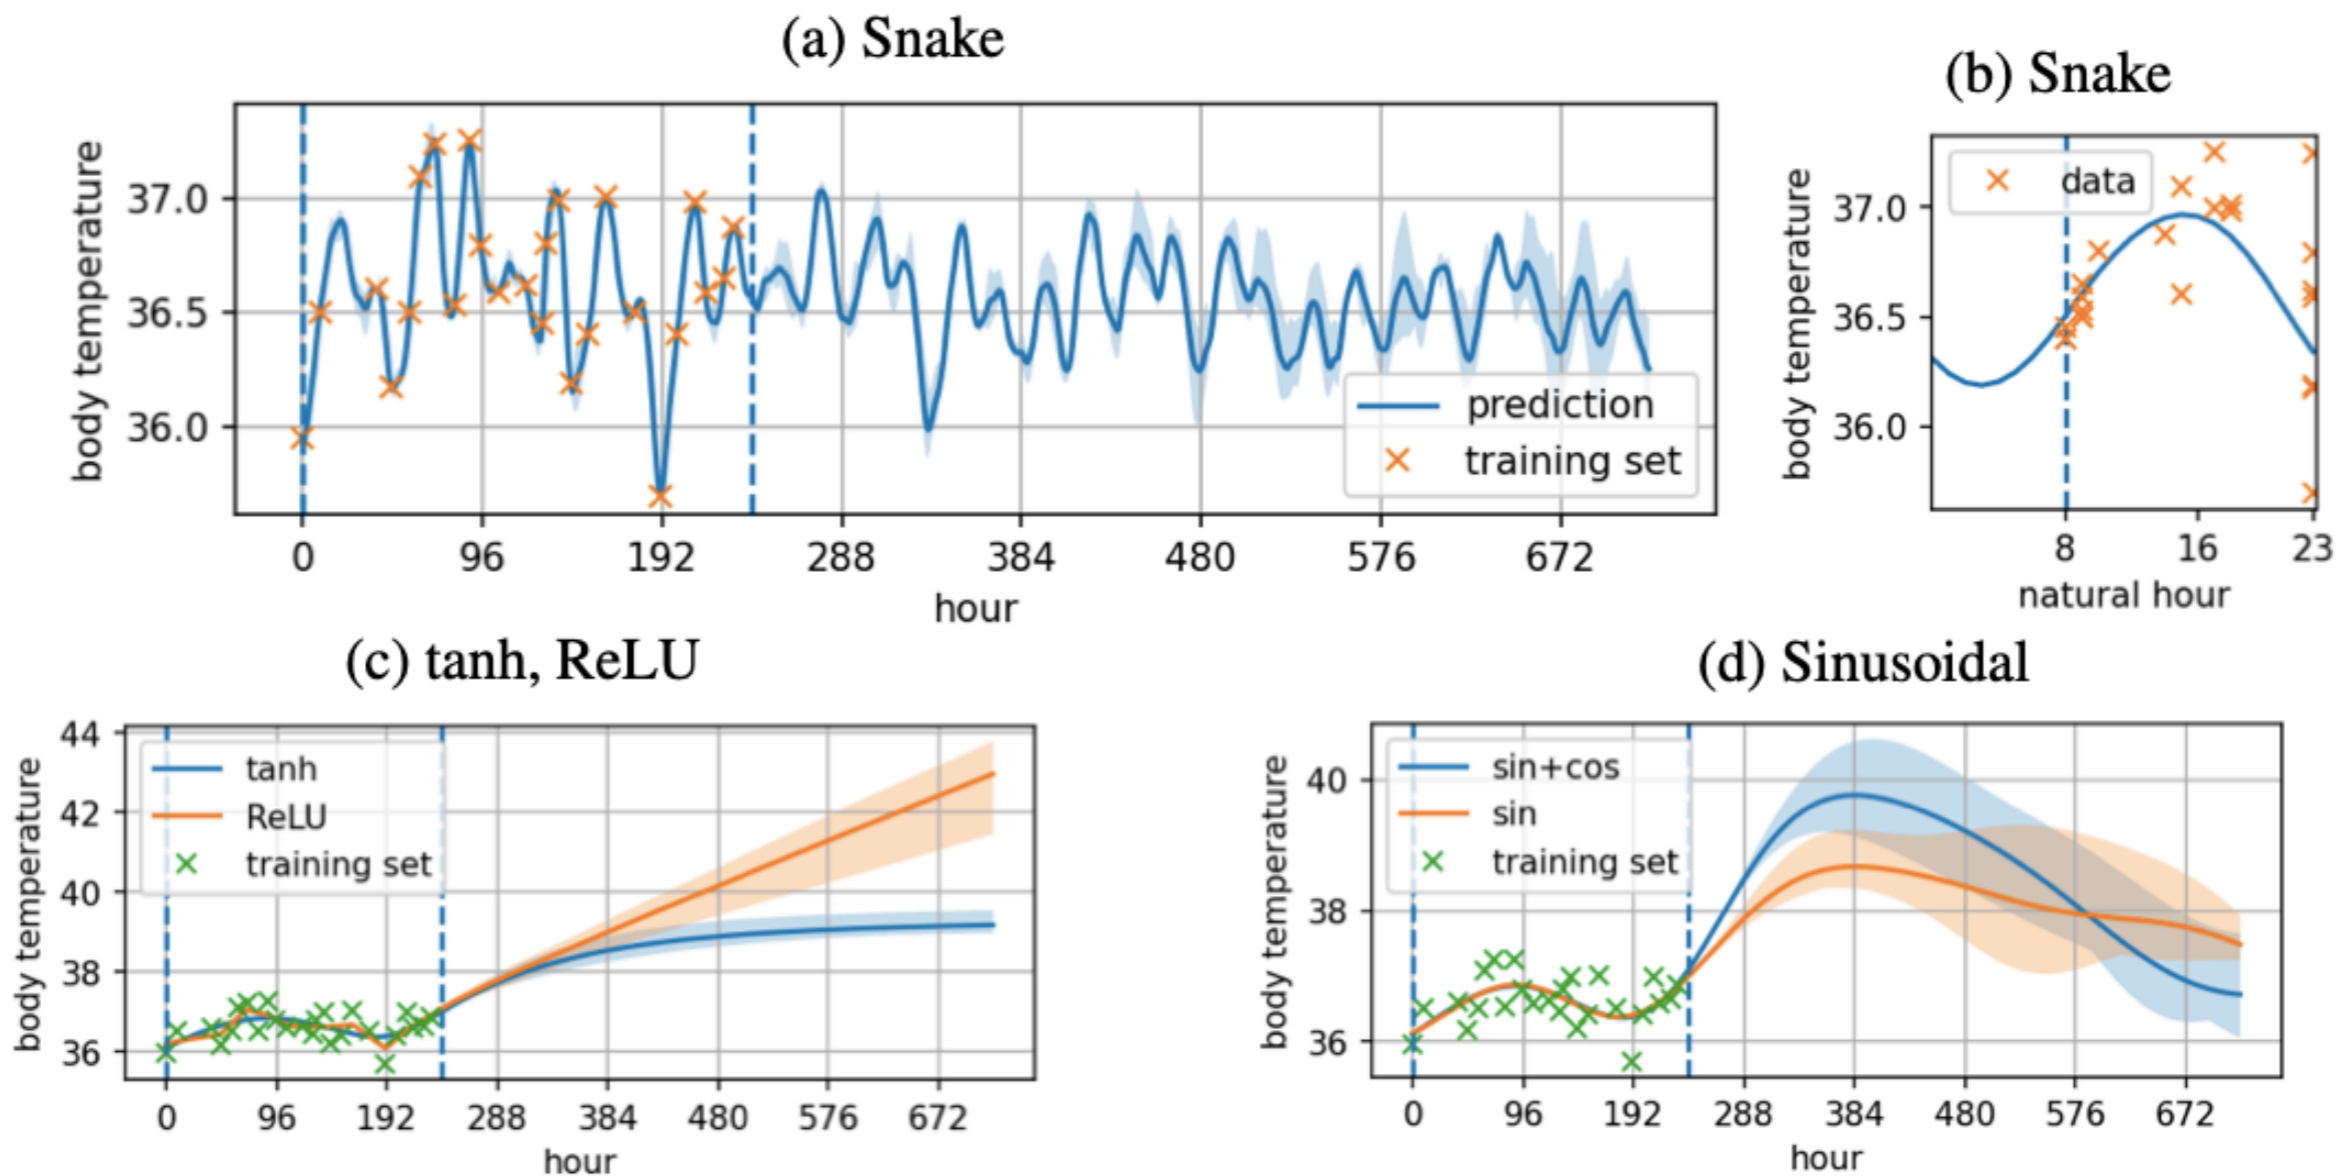 (a) Snake
body temperature
37.0
36.5
36.0
prediction
training set
0 96 192 288 384 480 576 672
hour
(b) Snake
body temperature
data
37.0
36.5
36.0
8 16 23
natural hour
(c) tanh, ReLU
body temperature
44
42
40
38
36
tanh
ReLU
training set
0 96 192 288 384 480 576 672
hour
(d) Sinusoidal
body temperature
40
38
36
sin+cos
sin
training set
0 96 192 288 384 480 576 672
hour